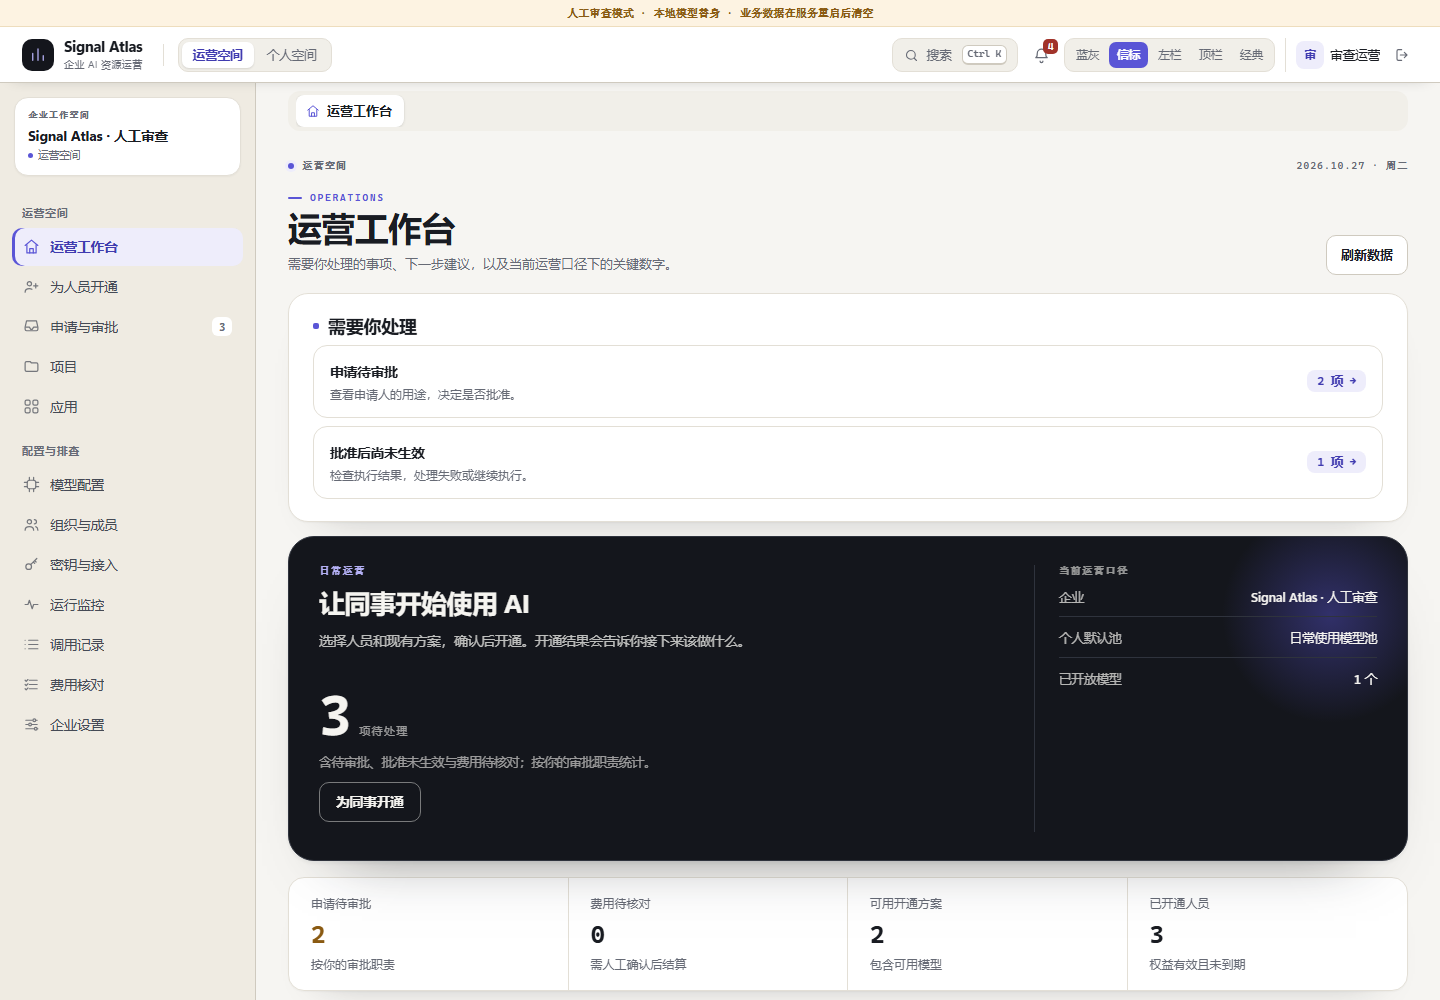 人工审查模式 · 本地模型替身 · 业务数据在服务重启后清空
Signal Atlas
企业 AI 资源运营
运营空间
个人空间
搜索
Ctrl K
4
蓝灰
信标
左栏
顶栏
经典
审
审查运营
企业工作空间
Signal Atlas · 人工审查
运营空间
运营空间
运营工作台
为人员开通
申请与审批
3
项目
应用
配置与排查
模型配置
组织与成员
密钥与接入
运行监控
调用记录
费用核对
企业设置
运营工作台
运营空间
2026.10.27 · 周二
OPERATIONS
运营工作台
需要你处理的事项、下一步建议，以及当前运营口径下的关键数字。
刷新数据
需要你处理
申请待审批
查看申请人的用途，决定是否批准。
2 项 →
批准后尚未生效
检查执行结果，处理失败或继续执行。
1 项 →
日常运营
让同事开始使用 AI
选择人员和现有方案，确认后开通。开通结果会告诉你接下来该做什么。
3 项待处理
含待审批、批准未生效与费用待核对；按你的审批职责统计。
为同事开通
当前运营口径
企业
Signal Atlas · 人工审查
个人默认池
日常使用模型池
已开放模型
1 个
申请待审批
2
按你的审批职责
费用待核对
0
需人工确认后结算
可用开通方案
2
包含可用模型
已开通人员
3
权益有效且未到期